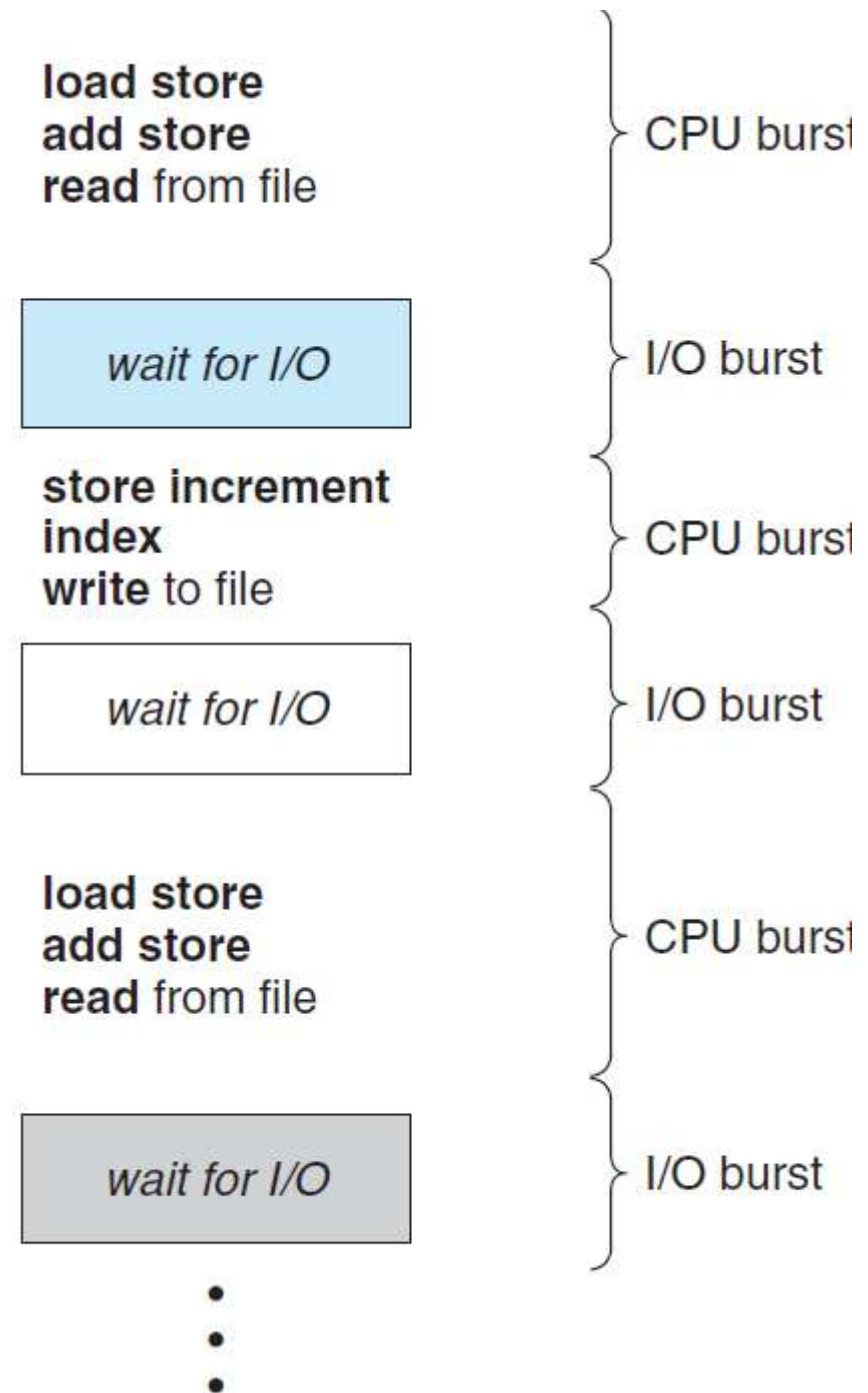 load store
add store
read from file
CPU burst
wait for I/O
I/O burst
store increment
index
write to file
CPU burst
wait for I/O
I/O burst
load store
add store
read from file
CPU burst
wait for I/O
I/O burst